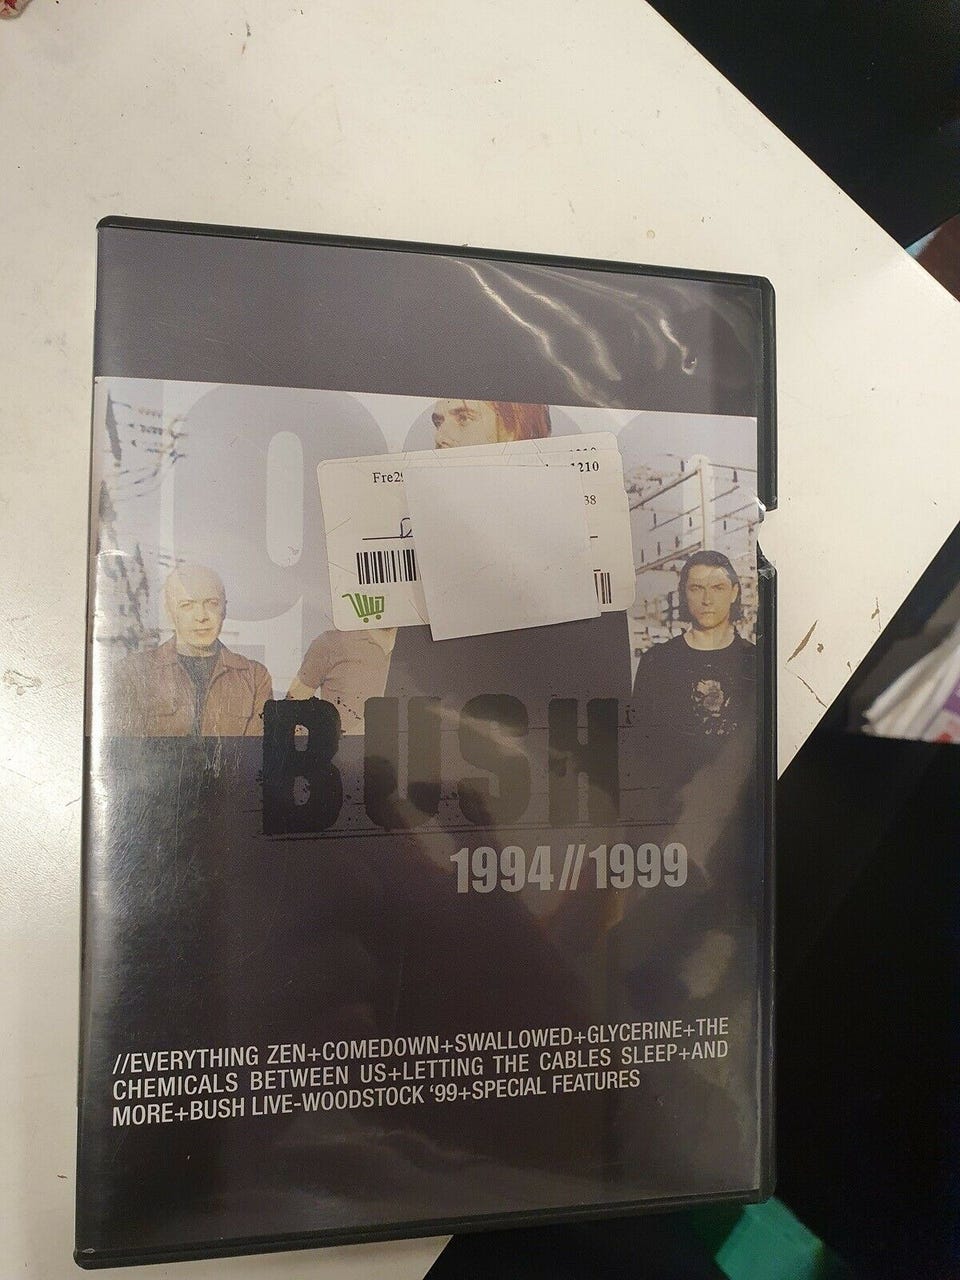 Fre2
1210
38
BUSH
1994//1999
//EVERYTHING ZEN+COMEDOWN+SWALLOWED+GLYCERINE+THE
CHEMICALS BETWEEN US+LETTING THE CABLES SLEEP+AND
MORE+BUSH LIVE-WOODSTOCK ‘99+SPECIAL FEATURES